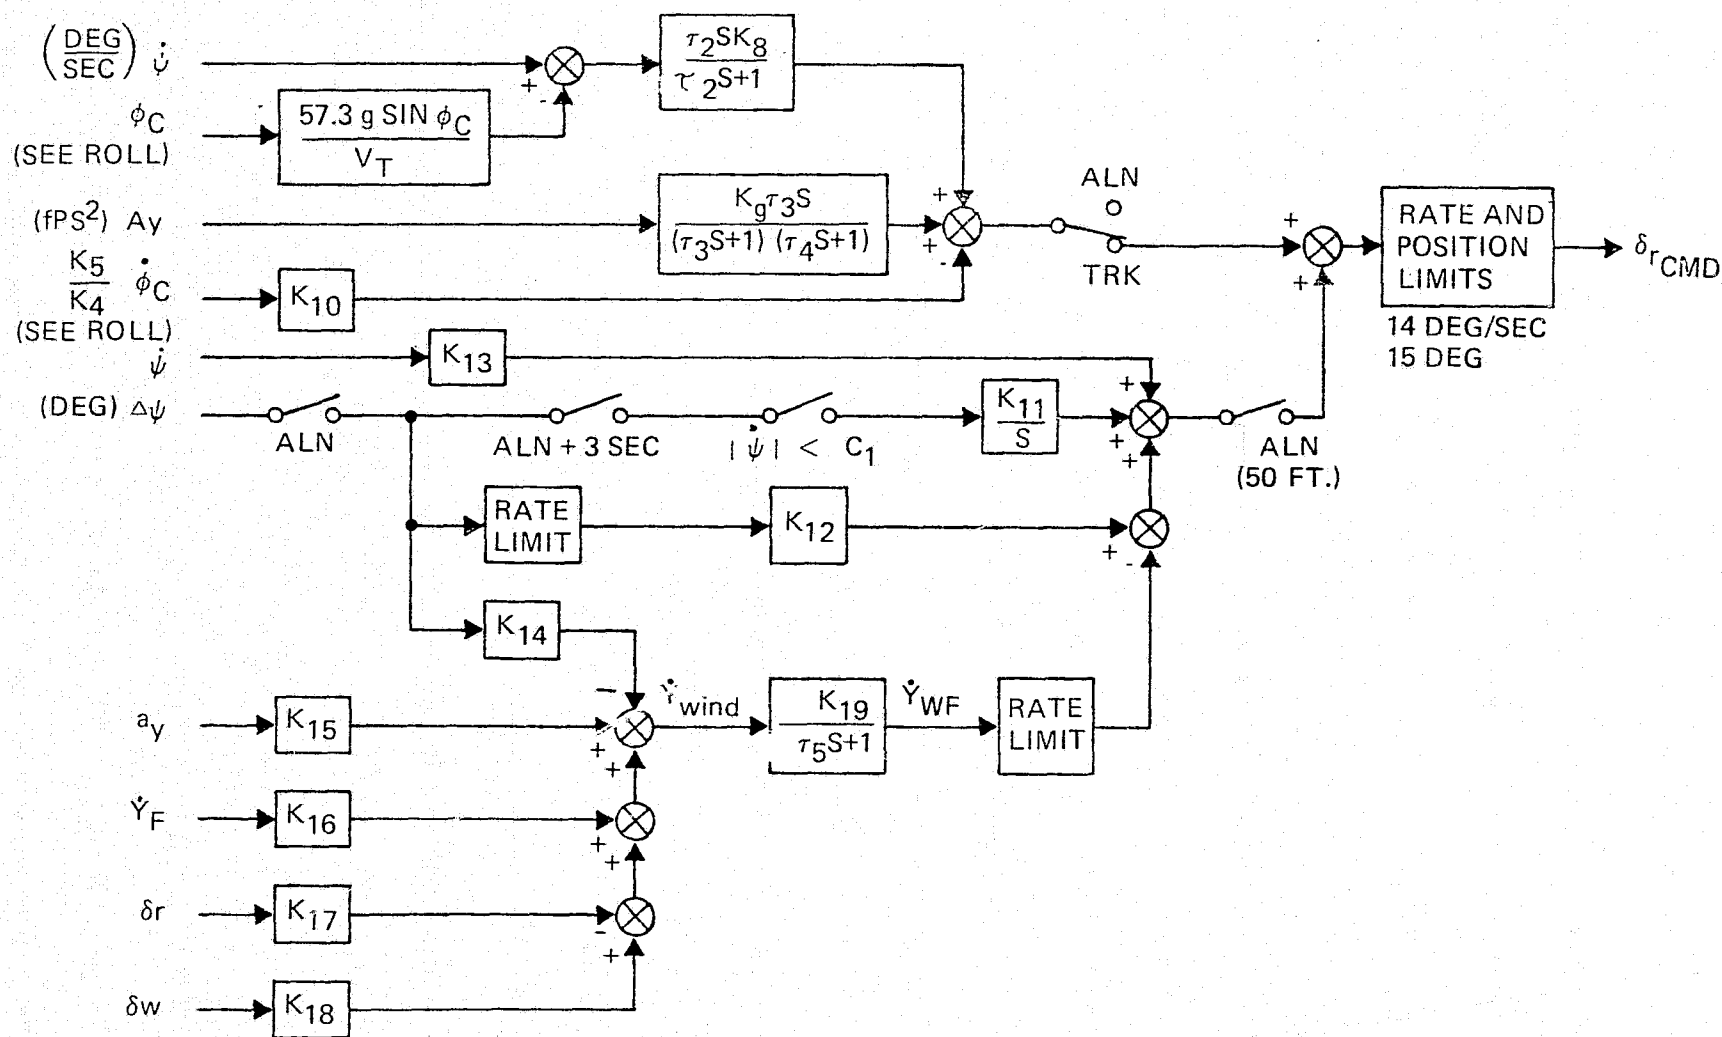 (DEG/SEC) ψ̇
+
-
τ2SK8
τ2S+1
ϕC
(SEE ROLL)
57.3 g SIN ϕC
VT
(fPS2) Ay
Kgτ3S
(τ3S+1) (τ4S+1)
+
+
-
ALN
TRK
+
+
RATE AND
POSITION
LIMITS
δrCMD
14 DEG/SEC
15 DEG
K5/K4 ϕ̇C
(SEE ROLL)
K10
ψ̇
K13
+
(DEG) Δψ
ALN
ALN + 3 SEC
| ψ̇ | < C1
K11
S
+
+
ALN
(50 FT.)
RATE
LIMIT
K12
+
-
K14
−
ay
K15
+
+
Ẏwind
K19
τ5S+1
ẎWF
RATE
LIMIT
ẎF
K16
+
+
δr
K17
-
+
δw
K18